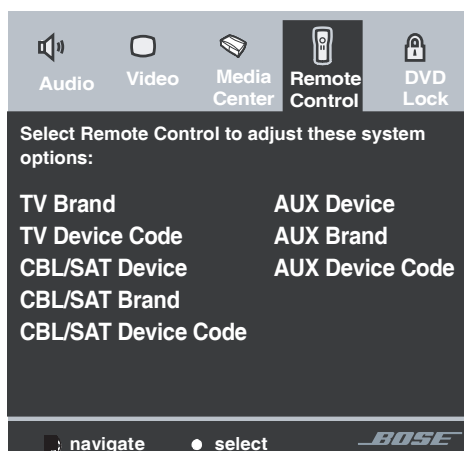 Audio
Video
Media
Center
Remote
Control
DVD
Lock
Select Remote Control to adjust these system
options:
TV Brand
TV Device Code
CBL/SAT Device
CBL/SAT Brand
CBL/SAT Device Code
AUX Device
AUX Brand
AUX Device Code
navigate
select
BOSE